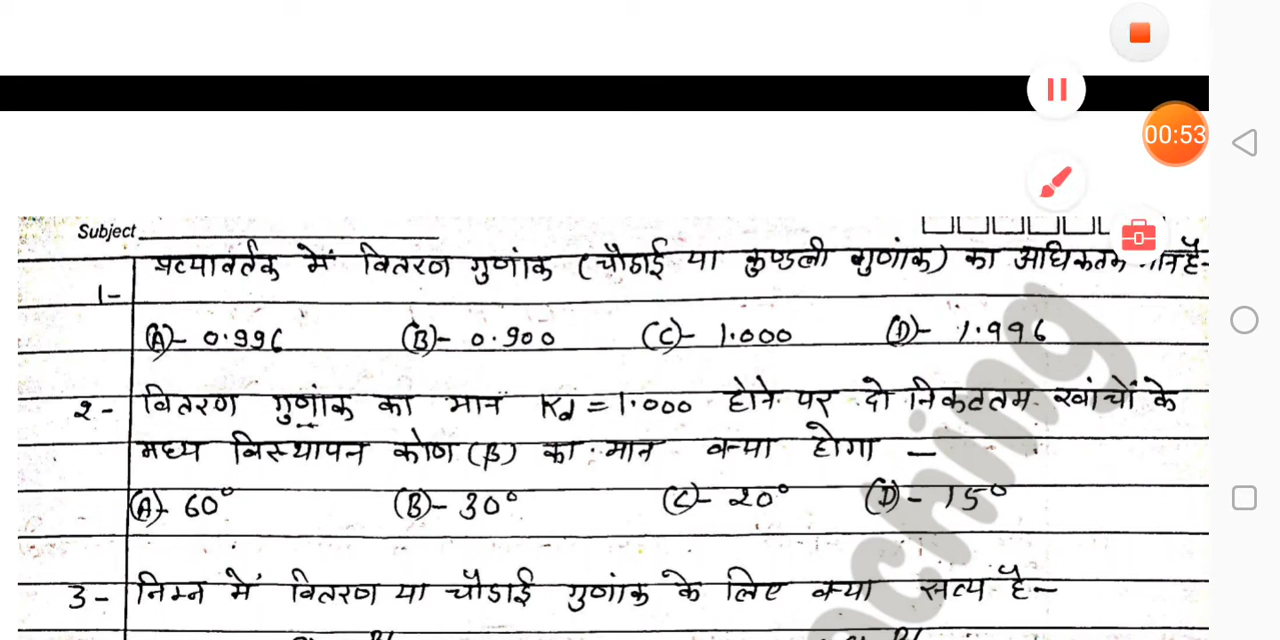 00:53
Subject
प्रत्यावर्तक में वितरण गुणांक (चौडाई या कुण्डली गुणांक) का अधिकतम है-
1-
(A)- 0.996 (B)- 0.900 (C)- 1.000 (D)- 1.996
2- वितरण गुणांक का मान Kd = 1.000 होने पर दो निकटतम खांचों के
मध्य विस्थापन कोण (β) का मान क्या होगा -
(A)- 60° (B)- 30° (C)- 20° (D)- 15°
3- निम्न में वितरण या चौडाई गुणांक के लिए क्या सत्य है-